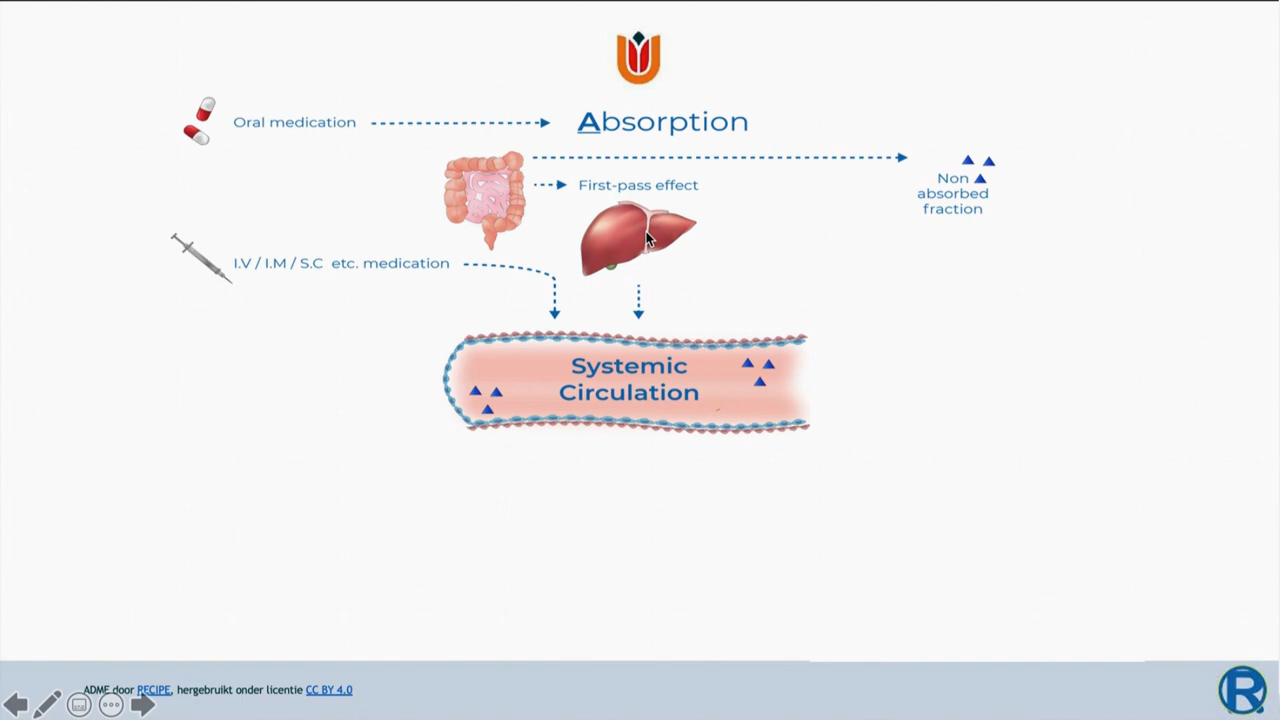 Oral medication
Absorption
First-pass effect
Non
absorbed
fraction
I.V / I.M / S.C etc. medication
Systemic
Circulation
ADME door RECIPE, hergebruikt onder licentie CC BY 4.0
R